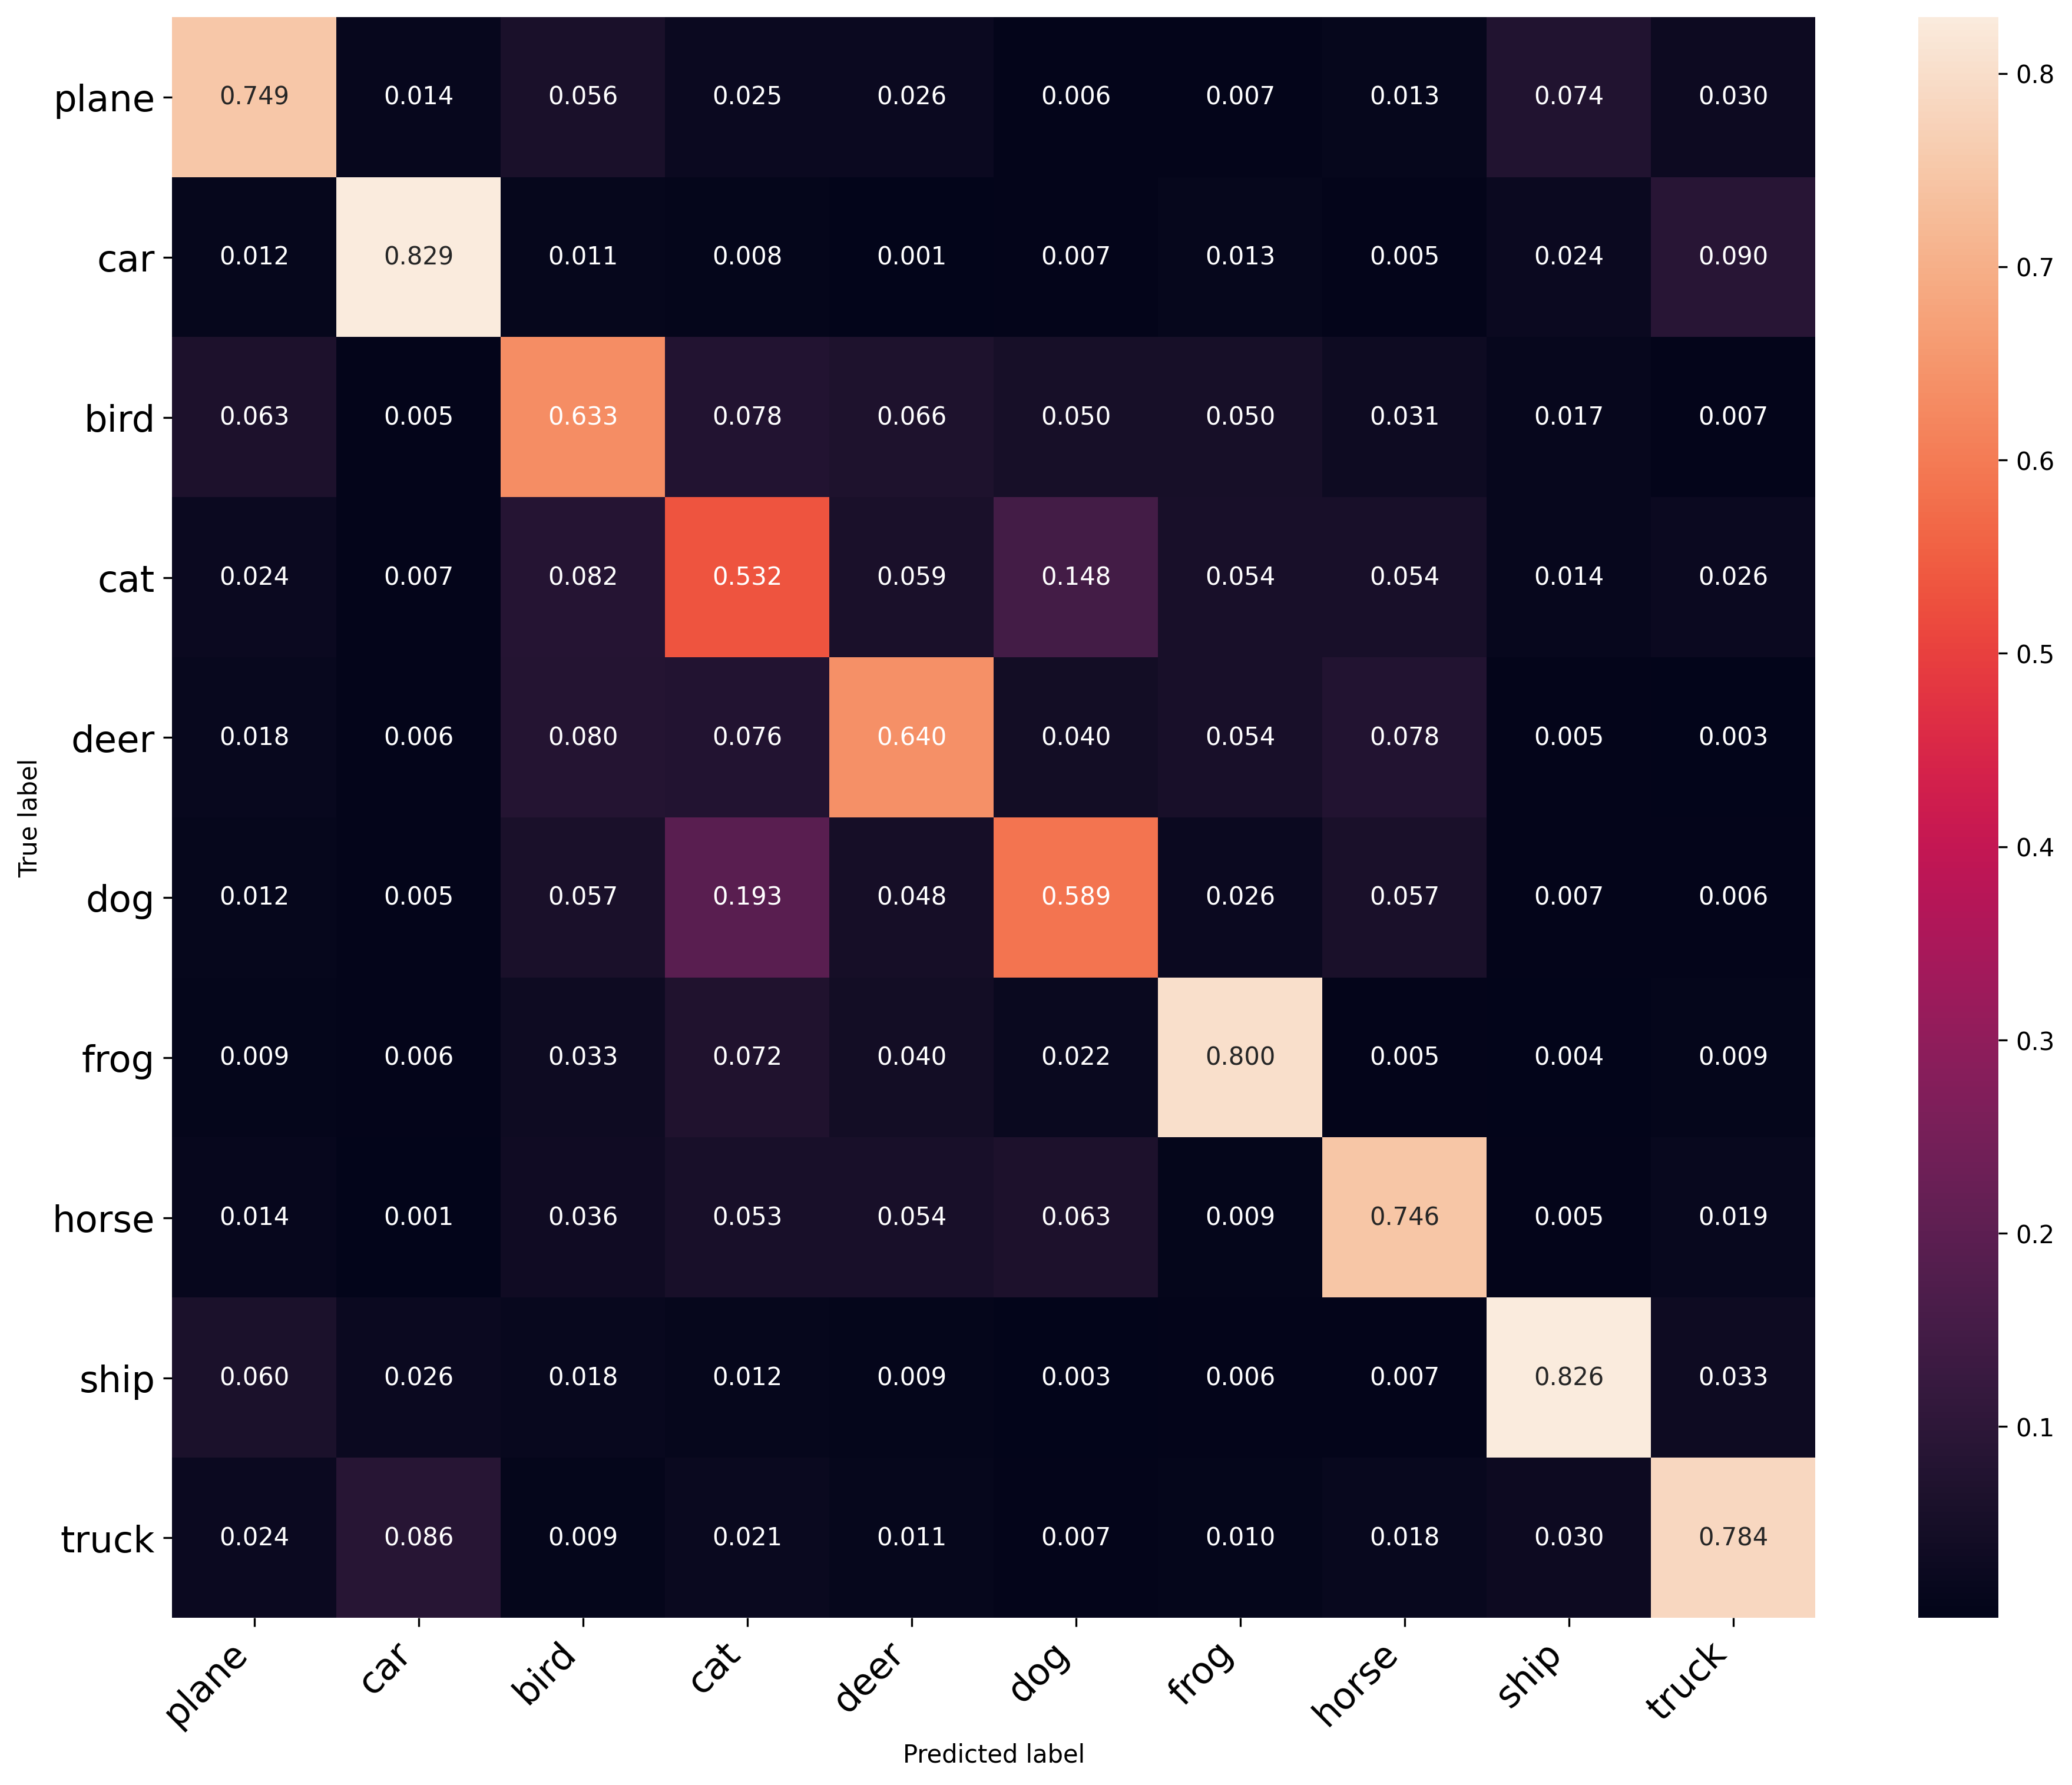 plane 0.749 0.014 0.056 0.025 0.026 0.006 0.007 0.013 0.074 0.030
car 0.012 0.829 0.011 0.008 0.001 0.007 0.013 0.005 0.024 0.090
bird 0.063 0.005 0.633 0.078 0.066 0.050 0.050 0.031 0.017 0.007
cat 0.024 0.007 0.082 0.532 0.059 0.148 0.054 0.054 0.014 0.026
deer 0.018 0.006 0.080 0.076 0.640 0.040 0.054 0.078 0.005 0.003
dog 0.012 0.005 0.057 0.193 0.048 0.589 0.026 0.057 0.007 0.006
frog 0.009 0.006 0.033 0.072 0.040 0.022 0.800 0.005 0.004 0.009
horse 0.014 0.001 0.036 0.053 0.054 0.063 0.009 0.746 0.005 0.019
ship 0.060 0.026 0.018 0.012 0.009 0.003 0.006 0.007 0.826 0.033
truck 0.024 0.086 0.009 0.021 0.011 0.007 0.010 0.018 0.030 0.784
plane car bird cat deer dog frog horse ship truck
Predicted label
True label
0.8
0.7
0.6
0.5
0.4
0.3
0.2
0.1